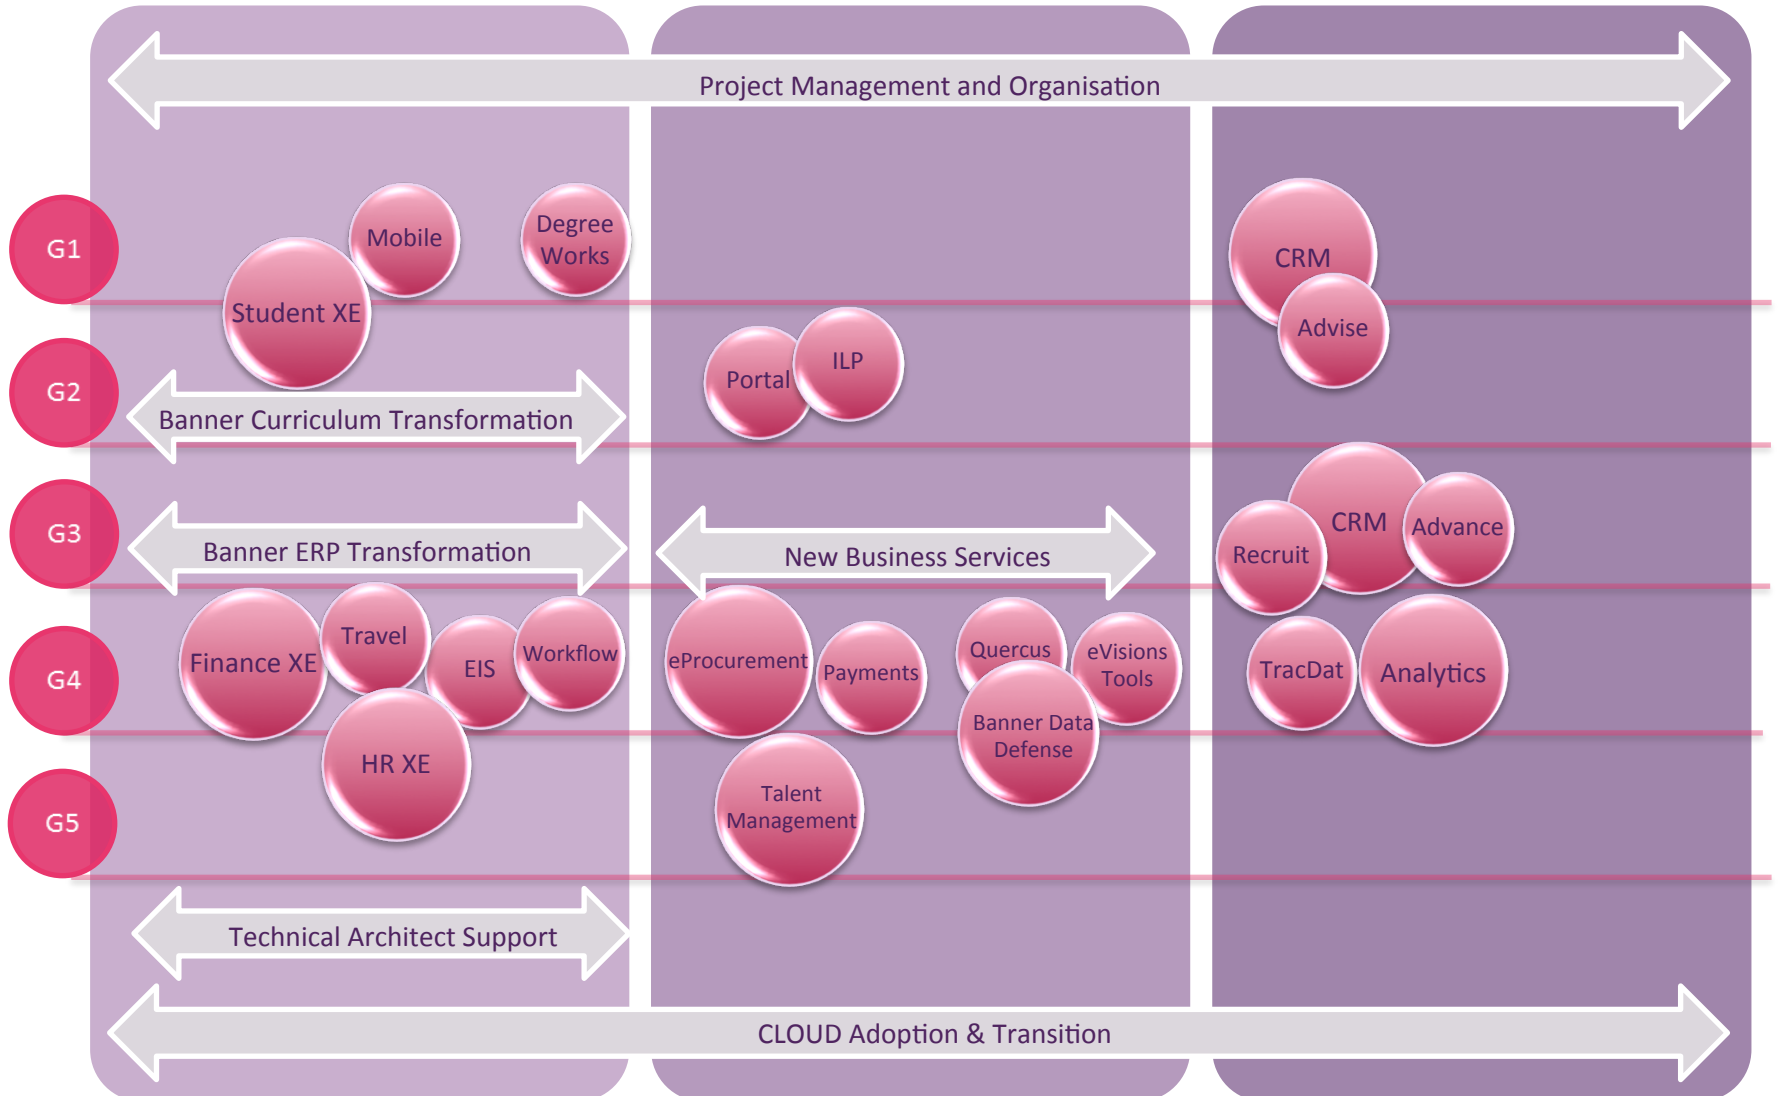 Project Management and Organisation
G1
Mobile
Degree
Works
Student XE
CRM
Advise
G2
Portal
ILP
Banner Curriculum Transformation
G3
Banner ERP Transformation
New Business Services
CRM
Advance
Recruit
G4
Finance XE
Travel
EIS
Workflow
HR XE
eProcurement
Payments
Quercus
eVisions
Tools
Banner Data
Defense
TracDat
Analytics
G5
Talent
Management
Technical Architect Support
CLOUD Adoption & Transition